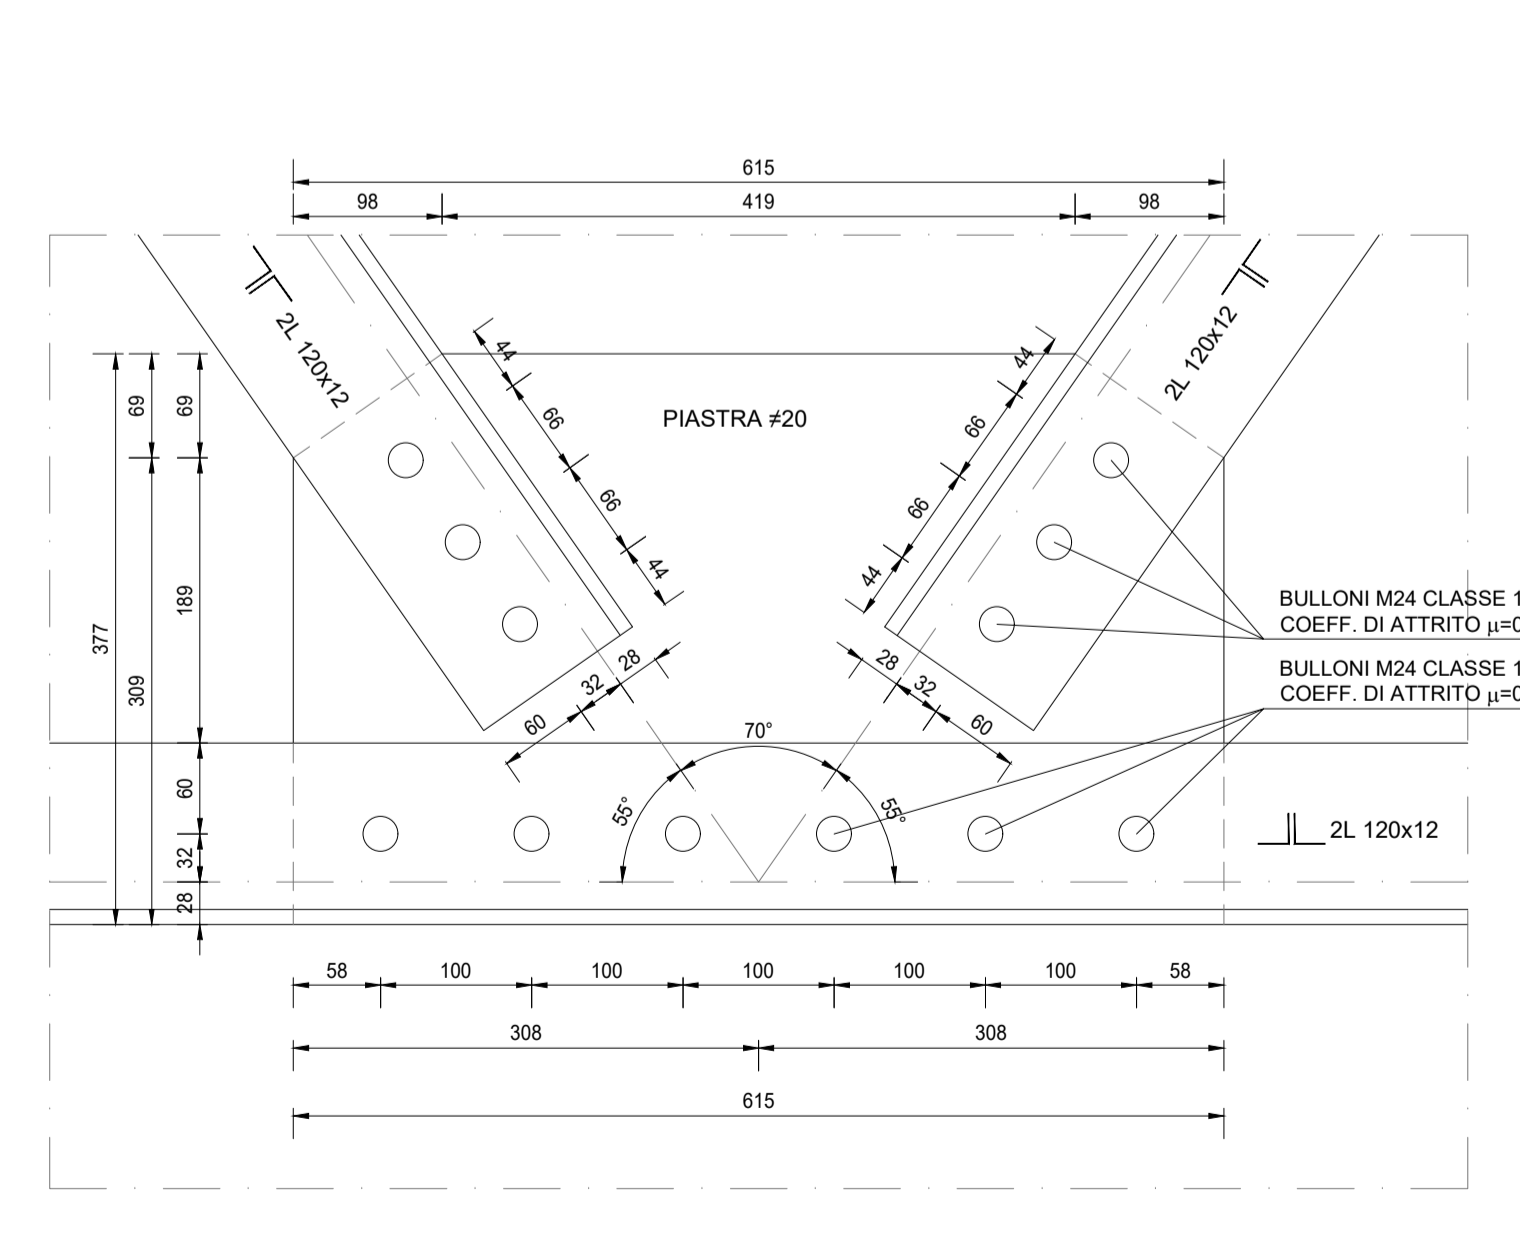 615
98 419 98
2L 120x12
2L 120x12
44 66 66 44
44 66 66 44
PIASTRA ≠20
69 69
189
377
309
60
32
28
BULLONI M24 CLASSE 1
COEFF. DI ATTRITO μ=0
BULLONI M24 CLASSE 1
COEFF. DI ATTRITO μ=0
60 32 28
28 32 60
70°
55° 55°
2L 120x12
58 100 100 100 100 100 58
308 308
615